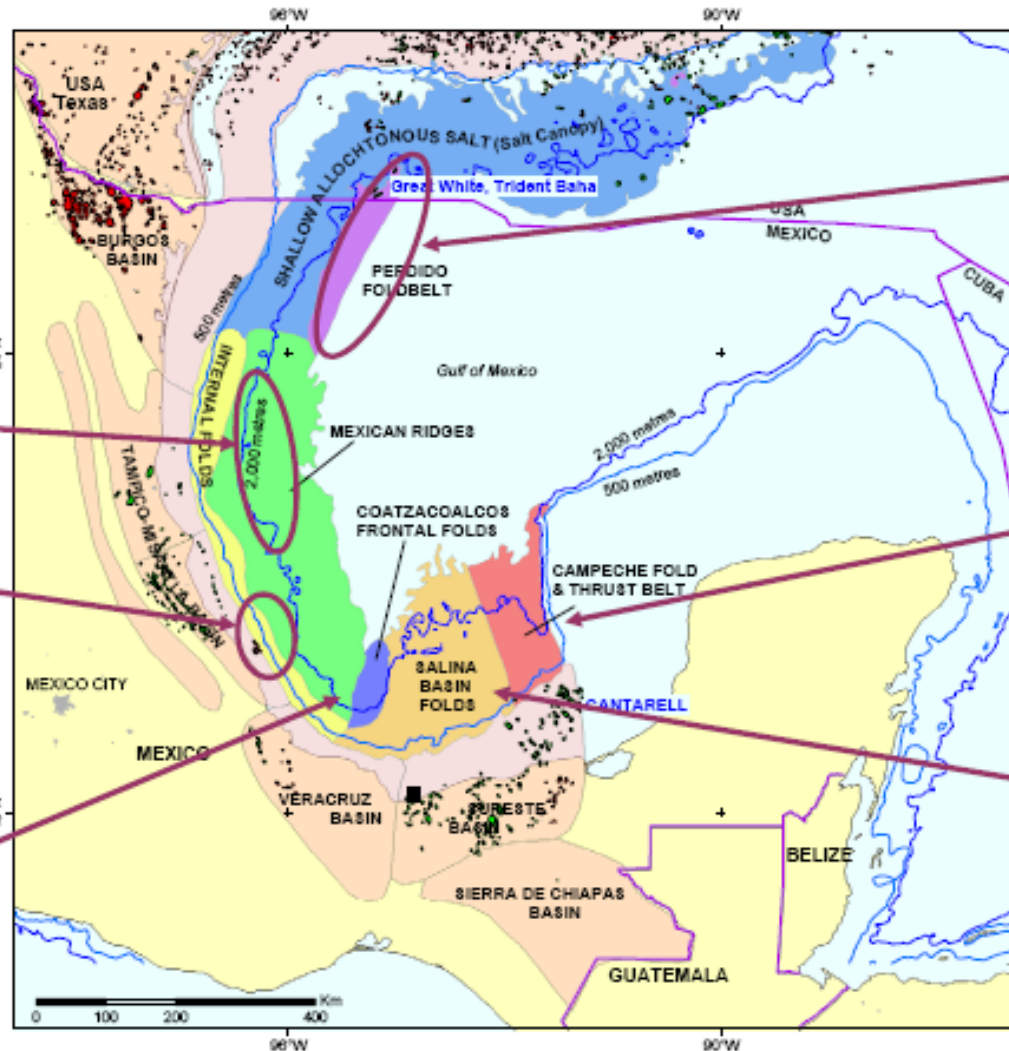 96°W
90°W
USA
Texas
SHALLOW ALLOCHTONOUS SALT (Salt Canopy)
Great White, Trident Baha
USA
MEXICO
BURGOS
BASIN
PERDIDO
FOLDBELT
CUBA
500 metres
INTERNAL FOLDS
Gulf of Mexico
2,000 metres
MEXICAN RIDGES
2,000 metres
500 metres
COATZACOALCOS
FRONTAL FOLDS
CAMPECHE FOLD
& THRUST BELT
BASIN
SALINA
BASIN
FOLDS
MEXICO CITY
CANTARELL
MEXICO
VERACRUZ
BASIN
SURESTE
BASIN
BELIZE
SIERRA DE CHIAPAS
BASIN
GUATEMALA
Km
0 100 200 400
96°W
90°W